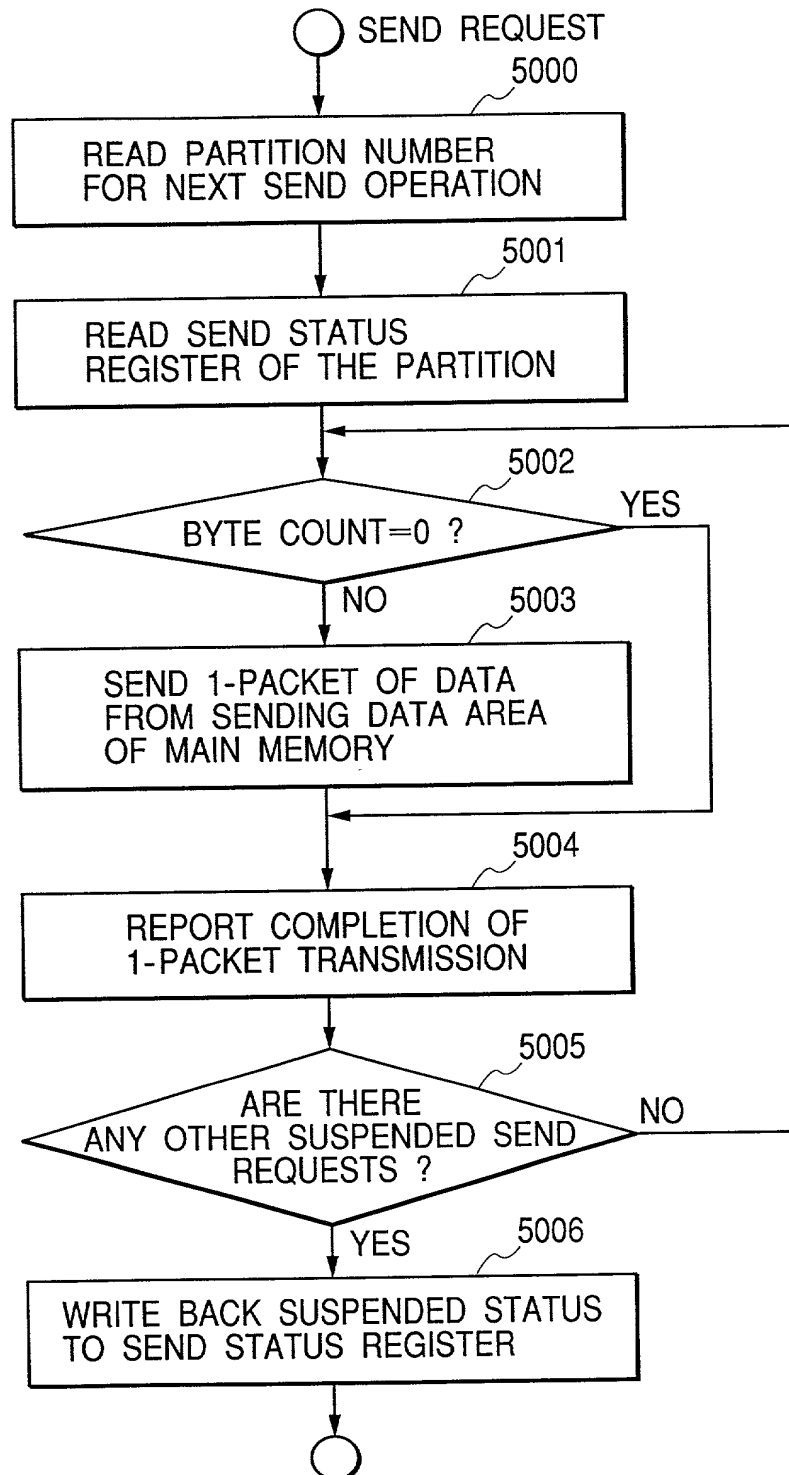 SEND REQUEST
5000
READ PARTITION NUMBER
FOR NEXT SEND OPERATION
5001
READ SEND STATUS
REGISTER OF THE PARTITION
5002
BYTE COUNT=0 ?
YES
NO
5003
SEND 1-PACKET OF DATA
FROM SENDING DATA AREA
OF MAIN MEMORY
5004
REPORT COMPLETION OF
1-PACKET TRANSMISSION
5005
ARE THERE
ANY OTHER SUSPENDED SEND
REQUESTS ?
NO
YES
5006
WRITE BACK SUSPENDED STATUS
TO SEND STATUS REGISTER